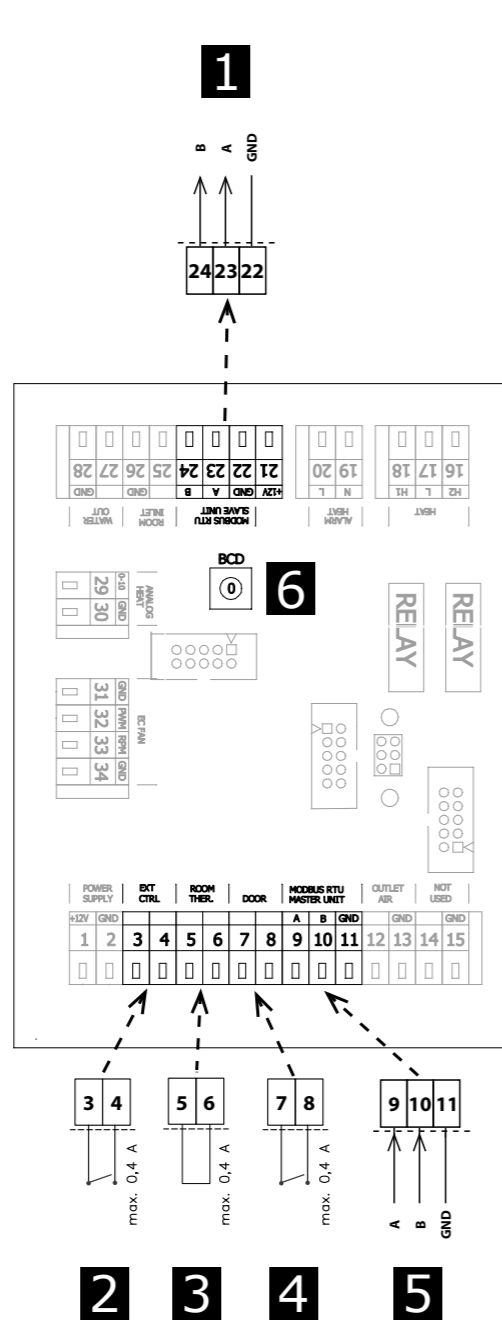 1
B A GND
24 23 22
28 27 26 25 24 23 22 21 20 19 18 17 16
GND GND B A GND +12V L N H1 L H2
WATER OUT
ROOM INLET
MODBUS RTU SLAVE UNIT
HEAT ALARM
HEAT
BCD
0
6
29 0-10
30 GND
ANALOG HEAT
RELAY RELAY
31 GND
32 PWM
33 RPM
34 GND
EC FAN
POWER SUPPLY
EXT CTRL
ROOM THER.
DOOR
MODBUS RTU MASTER UNIT
OUTLET AIR
NOT USED
+12V GND A B GND GND GND
1 2 3 4 5 6 7 8 9 10 11 12 13 14 15
3 4
max. 0,4 A
5 6
max. 0,4 A
7 8
max. 0,4 A
9 10 11
A B GND
2 3 4 5